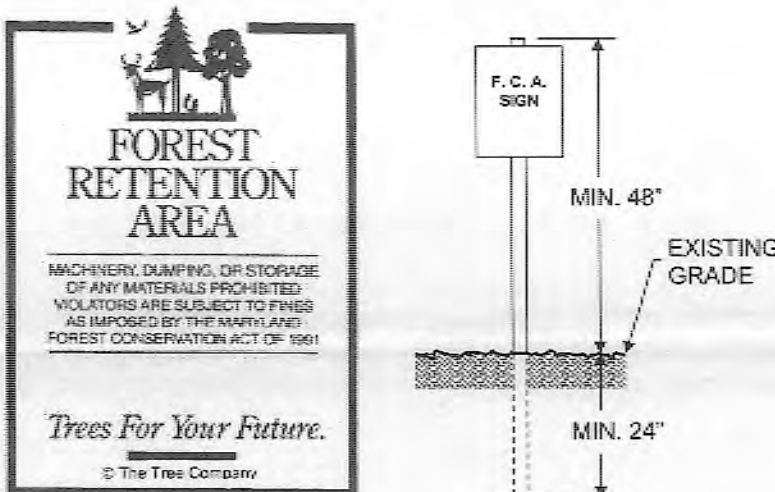 FOREST
RETENTION
AREA
MACHINERY, DUMPING, OR STORAGE
OF ANY MATERIALS PROHIBITED
VIOLATORS ARE SUBJECT TO FINES
AS IMPOSED BY THE MARYLAND
FOREST CONSERVATION ACT OF 1991
Trees For Your Future.
© The Tree Company
F. C. A.
SIGN
MIN. 48"
EXISTING
GRADE
MIN. 24"